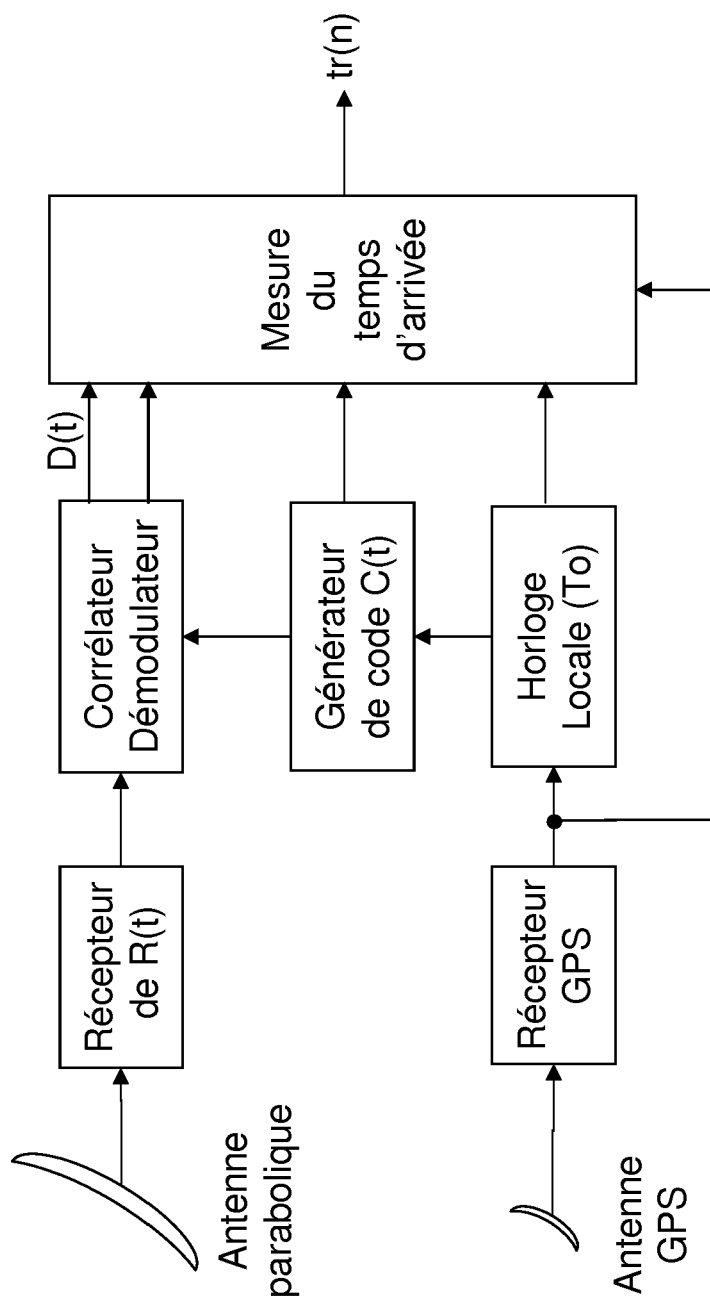 Antenne
parabolique
Récepteur
de R(t)
Corrélateur
Démodulateur
D(t)
Générateur
de code C(t)
Mesure
du
temps
d'arrivée
tr(n)
Antenne
GPS
Récepteur
GPS
Horloge
Locale (To)